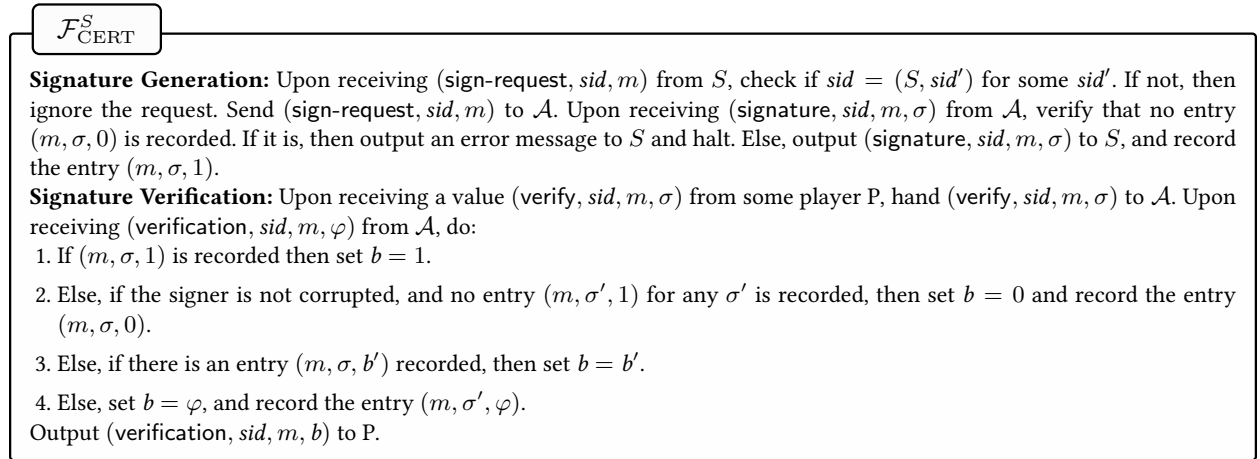 𝓕^S_CERT
Signature Generation: Upon receiving (sign-request, sid, m) from S, check if sid = (S, sid′) for some sid′. If not, then
ignore the request. Send (sign-request, sid, m) to 𝒜. Upon receiving (signature, sid, m, σ) from 𝒜, verify that no entry
(m, σ, 0) is recorded. If it is, then output an error message to S and halt. Else, output (signature, sid, m, σ) to S, and record
the entry (m, σ, 1).
Signature Verification: Upon receiving a value (verify, sid, m, σ) from some player P, hand (verify, sid, m, σ) to 𝒜. Upon
receiving (verification, sid, m, φ) from 𝒜, do:
1. If (m, σ, 1) is recorded then set b = 1.
2. Else, if the signer is not corrupted, and no entry (m, σ′, 1) for any σ′ is recorded, then set b = 0 and record the entry
(m, σ, 0).
3. Else, if there is an entry (m, σ, b′) recorded, then set b = b′.
4. Else, set b = φ, and record the entry (m, σ′, φ).
Output (verification, sid, m, b) to P.